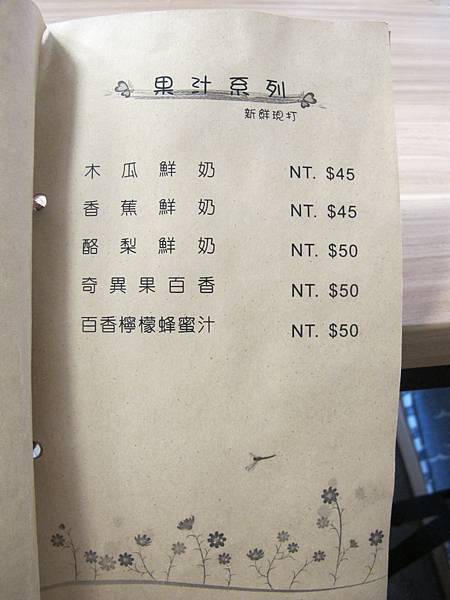 果汁系列
新鮮現打
木瓜鮮奶 NT. $45
香蕉鮮奶 NT. $45
酪梨鮮奶 NT. $50
奇異果百香 NT. $50
百香檸檬蜂蜜汁 NT. $50